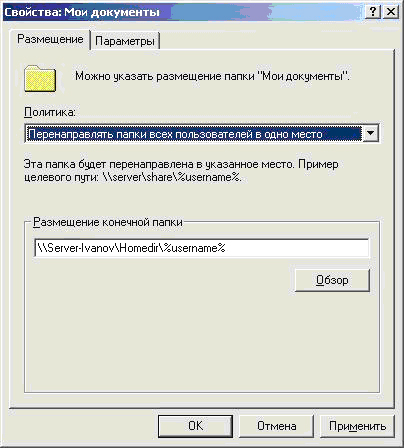 Свойства: Мои документы
Размещение Параметры
Можно указать размещение папки "Мои документы".
Политика:
Перенаправлять папки всех пользователей в одно место
Эта папка будет перенаправлена в указанное место. Пример
целевого пути: \\server\share\%username%.
Размещение конечной папки
\\Server-Ivanov\Homedir\%username%
Обзор
OK Отмена Применить